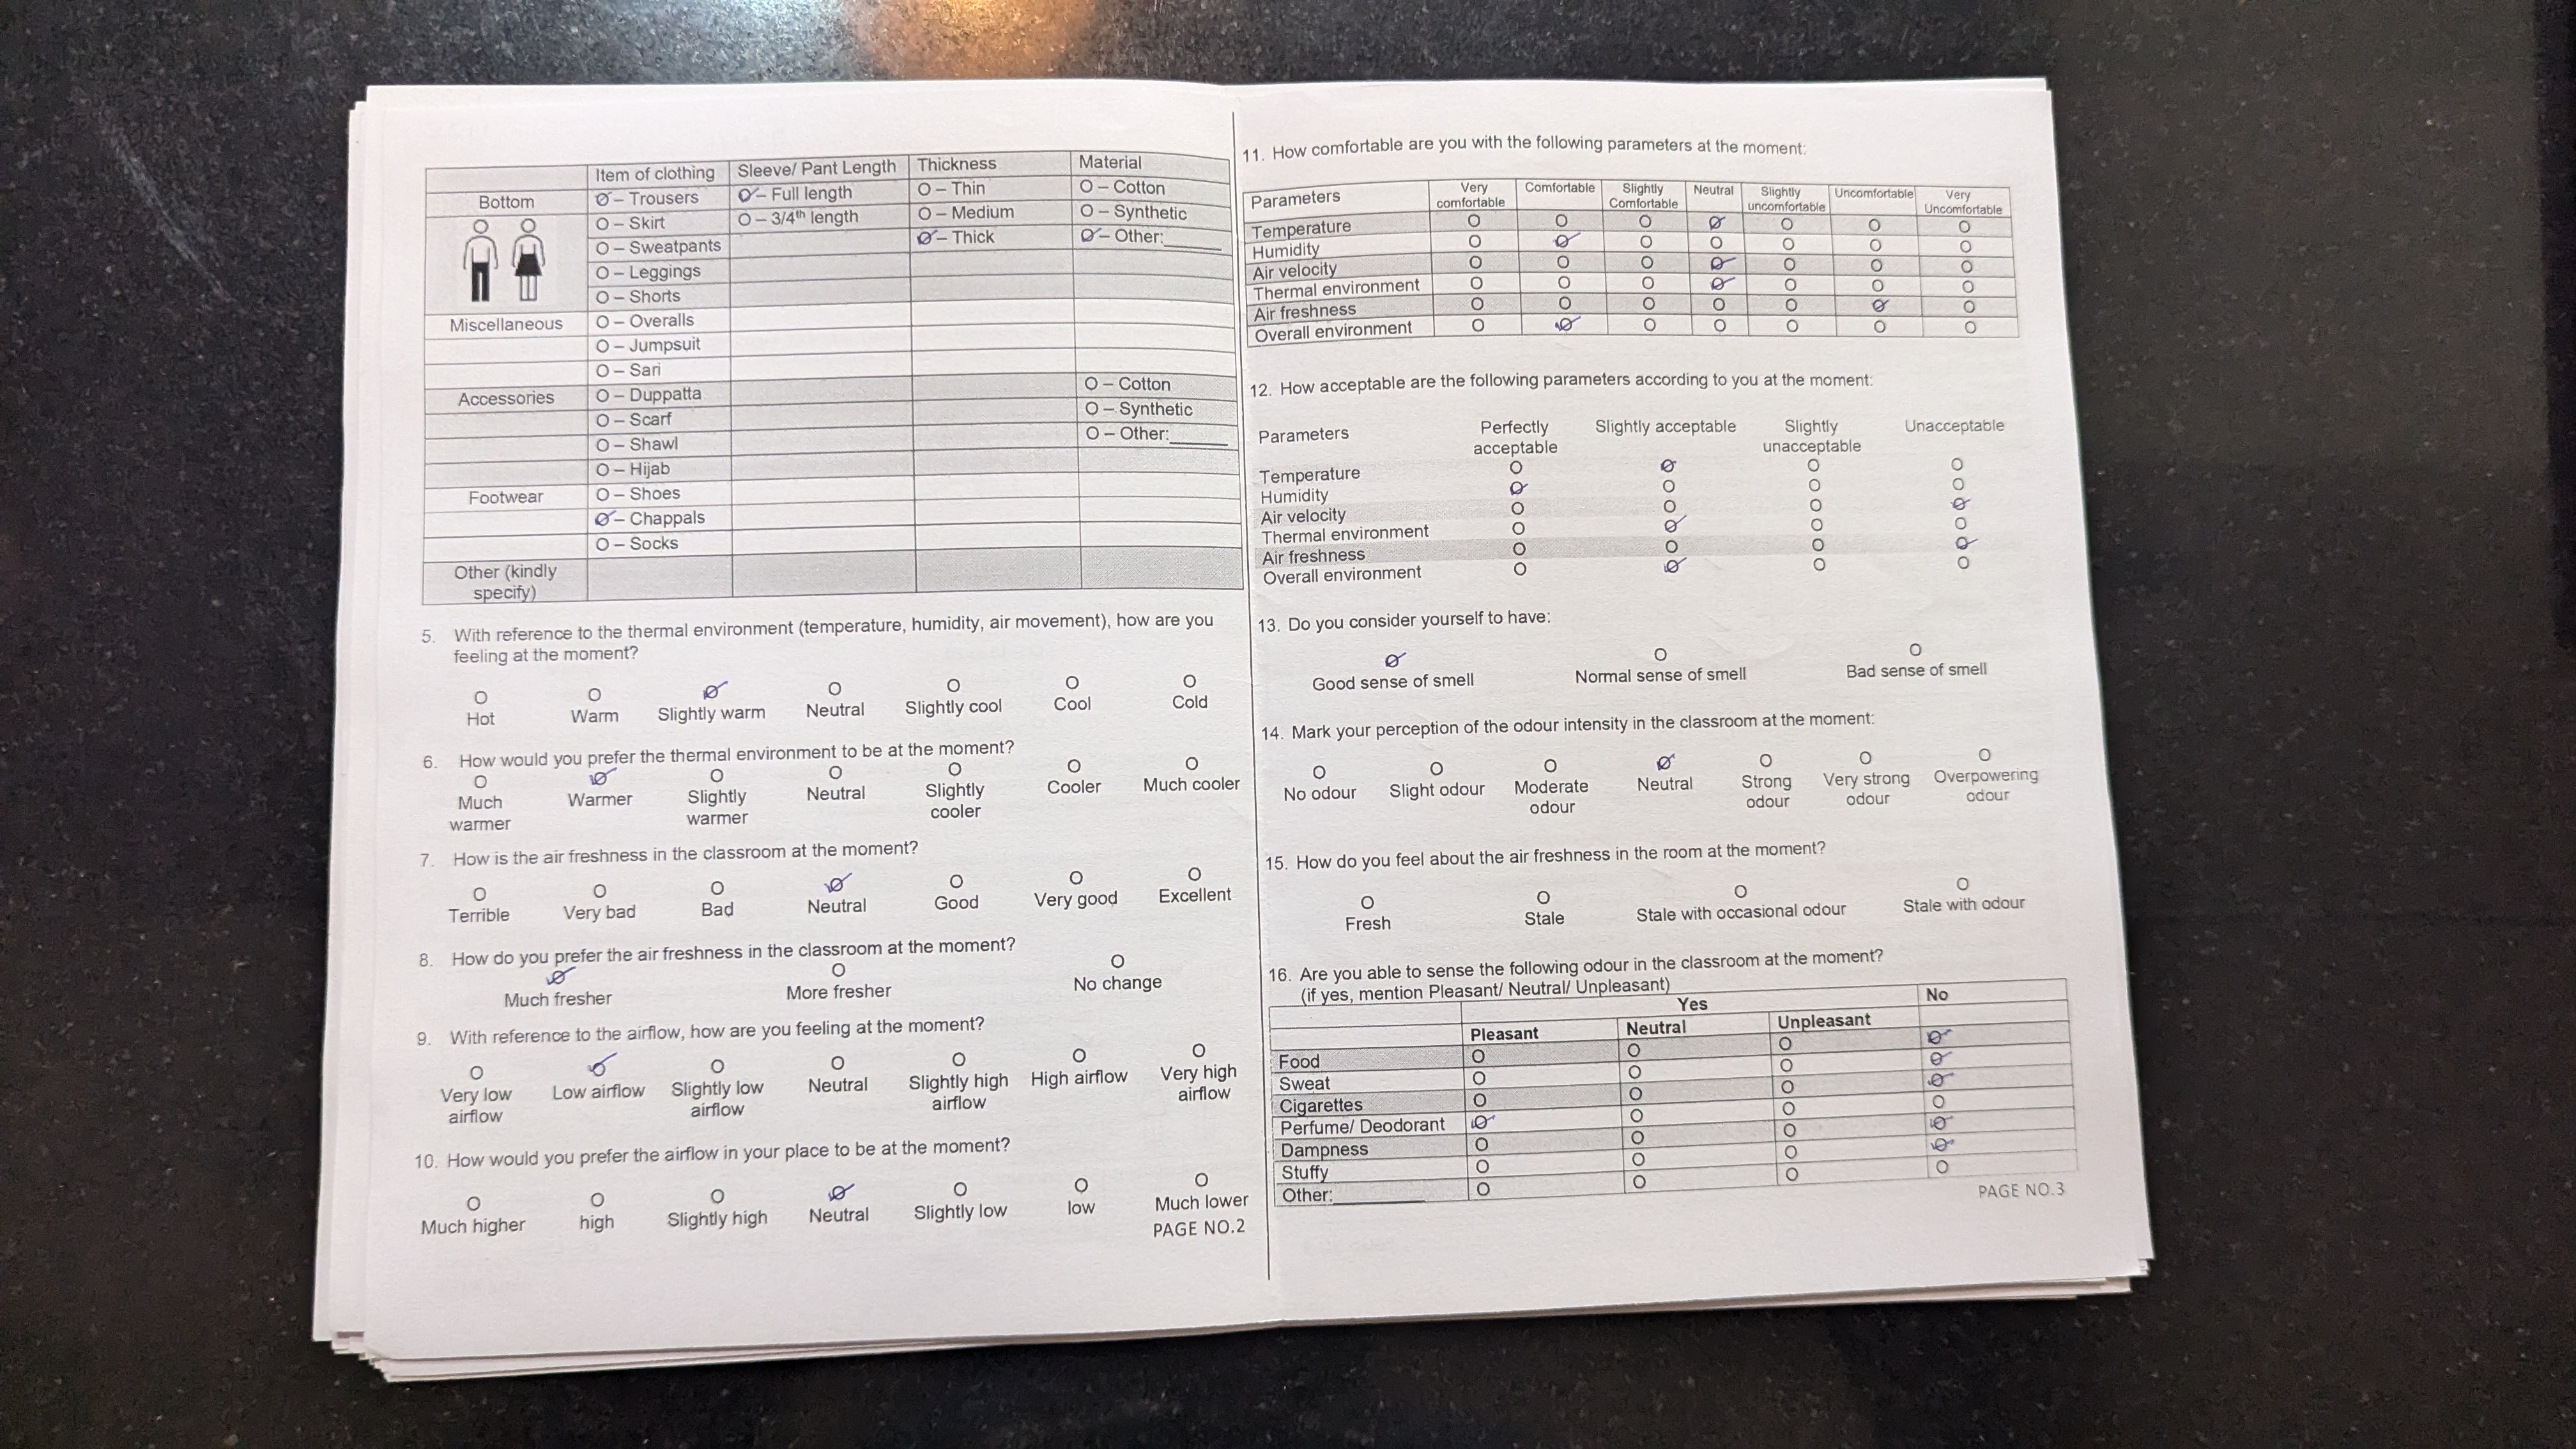 Item of clothing Sleeve/ Pant Length Thickness Material
Bottom Ø – Trousers Ø – Full length O – Thin O – Cotton
O – Skirt O – 3/4th length O – Medium O – Synthetic
O – Sweatpants Ø – Thick Ø – Other:______
O – Leggings
O – Shorts
Miscellaneous O – Overalls
O – Jumpsuit
O – Sari
Accessories O – Duppatta O – Cotton
O – Scarf O – Synthetic
O – Shawl O – Other:______
O – Hijab
Footwear O – Shoes
Ø – Chappals
O – Socks
Other (kindly
specify)
5. With reference to the thermal environment (temperature, humidity, air movement), how are you
feeling at the moment?
O O Ø O O O O
Hot Warm Slightly warm Neutral Slightly cool Cool Cold
6. How would you prefer the thermal environment to be at the moment?
O Ø O O O O O
Much Warmer Slightly Neutral Slightly Cooler Much cooler
warmer warmer cooler
7. How is the air freshness in the classroom at the moment?
O O O Ø O O O
Terrible Very bad Bad Neutral Good Very good Excellent
8. How do you prefer the air freshness in the classroom at the moment?
Ø O O
Much fresher More fresher No change
9. With reference to the airflow, how are you feeling at the moment?
O Ø O O O O O
Very low Low airflow Slightly low Neutral Slightly high High airflow Very high
airflow airflow airflow airflow
10. How would you prefer the airflow in your place to be at the moment?
O O O Ø O O O
Much higher high Slightly high Neutral Slightly low low Much lower
PAGE NO.2
11. How comfortable are you with the following parameters at the moment:
Parameters Very Comfortable Slightly Neutral Slightly Uncomfortable Very
comfortable Comfortable uncomfortable Uncomfortable
Temperature O O O Ø O O O
Humidity O Ø O O O O O
Air velocity O O O Ø O O O
Thermal environment O O O Ø O O O
Air freshness O O O O O Ø O
Overall environment O Ø O O O O O
12. How acceptable are the following parameters according to you at the moment:
Parameters Perfectly Slightly acceptable Slightly Unacceptable
acceptable unacceptable
Temperature O Ø O O
Humidity Ø O O O
Air velocity O O O Ø
Thermal environment O Ø O O
Air freshness O O O Ø
Overall environment O Ø O O
13. Do you consider yourself to have:
Ø O O
Good sense of smell Normal sense of smell Bad sense of smell
14. Mark your perception of the odour intensity in the classroom at the moment:
O O O Ø O O O
No odour Slight odour Moderate Neutral Strong Very strong Overpowering
odour odour odour odour
15. How do you feel about the air freshness in the room at the moment?
O O O O
Fresh Stale Stale with occasional odour Stale with odour
16. Are you able to sense the following odour in the classroom at the moment?
(if yes, mention Pleasant/ Neutral/ Unpleasant)
Yes No
Pleasant Neutral Unpleasant
Food O O O Ø
Sweat O O O Ø
Cigarettes O O O Ø
Perfume/ Deodorant Ø O O O
Dampness O O O Ø
Stuffy O O O Ø
Other:__________ O O O O
PAGE NO.3